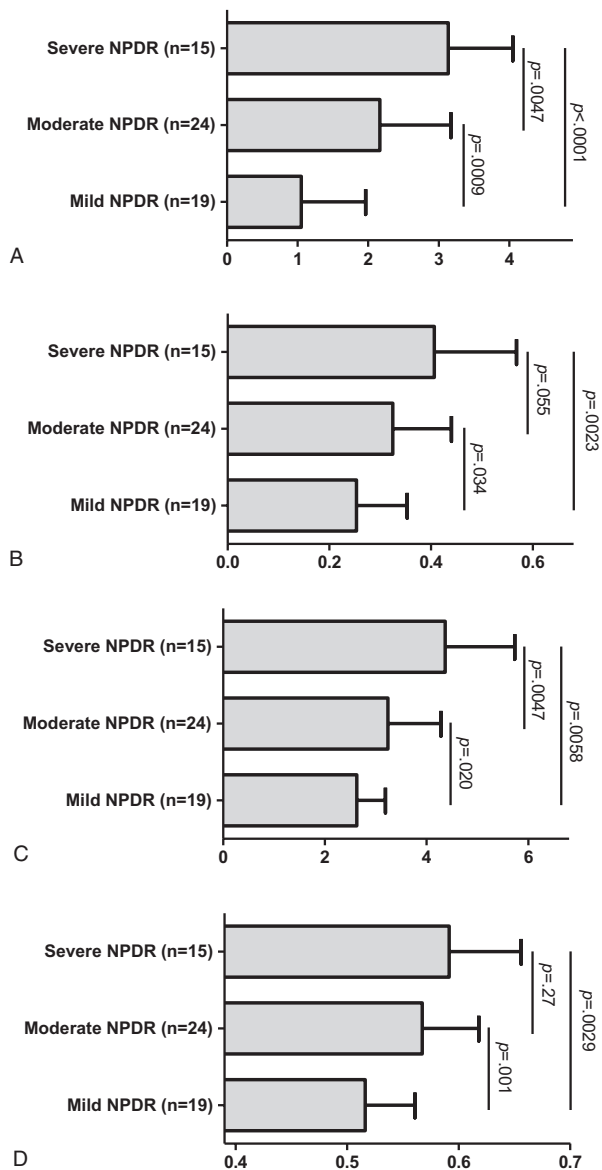 Severe NPDR (n=15)
Moderate NPDR (n=24)
Mild NPDR (n=19)
p=.0047
p<.0001
p=.0009
0 1 2 3 4
A
Severe NPDR (n=15)
Moderate NPDR (n=24)
Mild NPDR (n=19)
p=.055
p=.0023
p=.034
0.0 0.2 0.4 0.6
B
Severe NPDR (n=15)
Moderate NPDR (n=24)
Mild NPDR (n=19)
p=.0047
p=.0058
p=.020
0 2 4 6
C
Severe NPDR (n=15)
Moderate NPDR (n=24)
Mild NPDR (n=19)
p=.27
p=.0029
p=.001
0.4 0.5 0.6 0.7
D